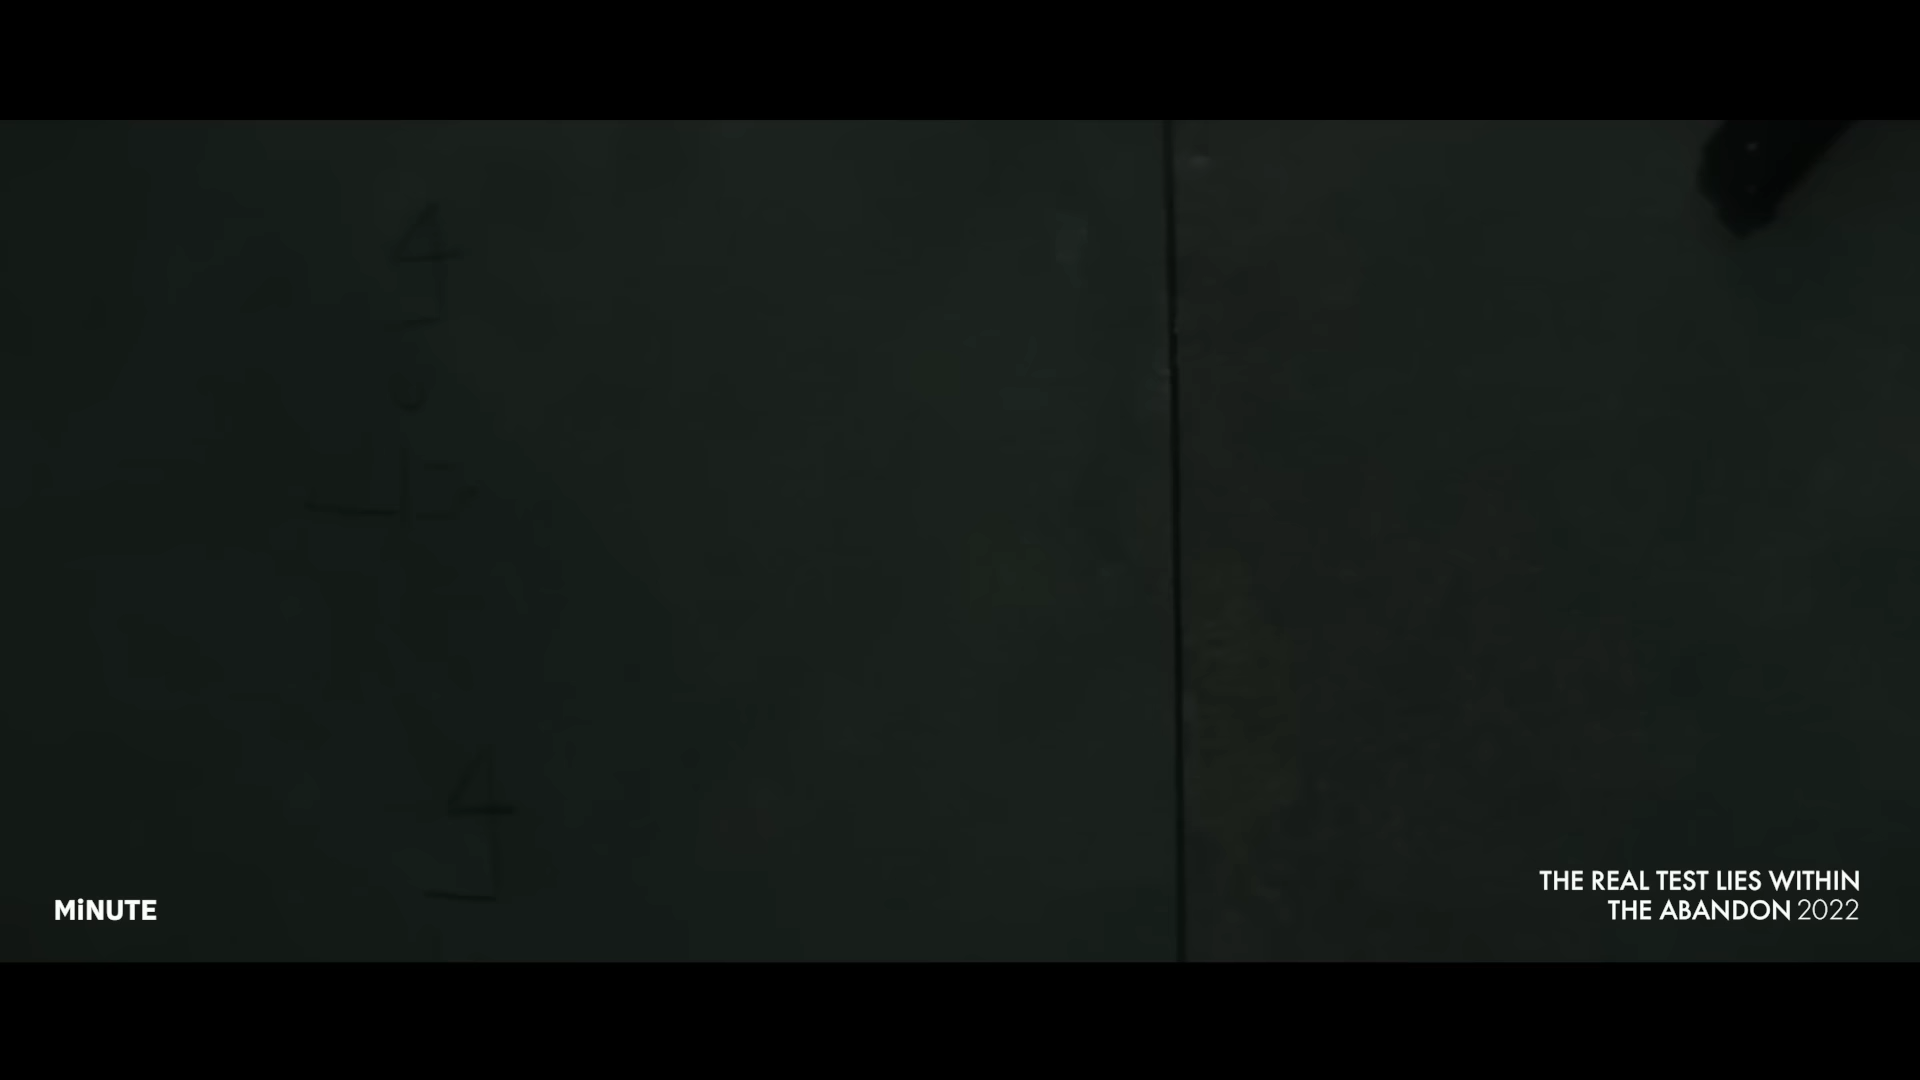 MiNUTE
THE REAL TEST LIES WITHIN
THE ABANDON 2022